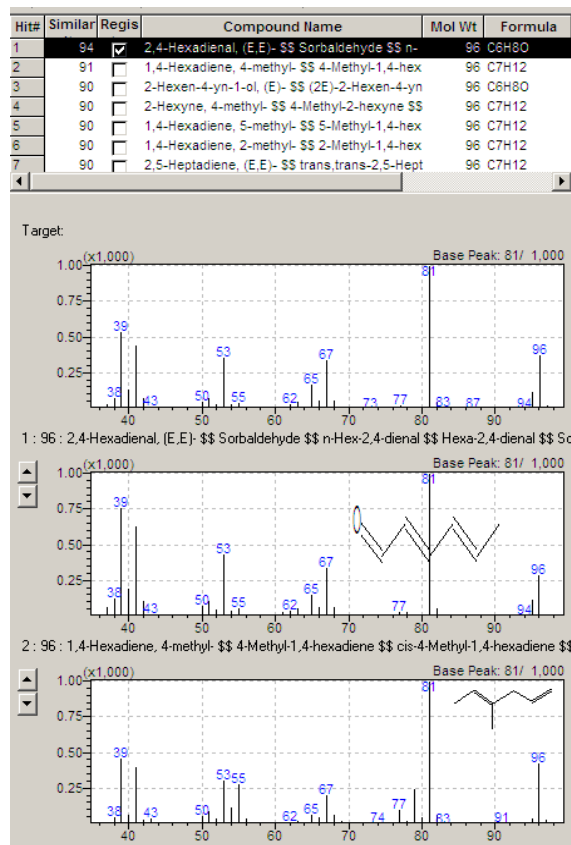 Hit# Similar Regis Compound Name Mol Wt Formula
1 94 2,4-Hexadienal, (E,E)- $$ Sorbaldehyde $$ n- 96 C6H8O
2 91 1,4-Hexadiene, 4-methyl- $$ 4-Methyl-1,4-hex 96 C7H12
3 90 2-Hexen-4-yn-1-ol, (E)- $$ (2E)-2-Hexen-4-yn 96 C6H8O
4 90 2-Hexyne, 4-methyl- $$ 4-Methyl-2-hexyne $$ 96 C7H12
5 90 1,4-Hexadiene, 5-methyl- $$ 5-Methyl-1,4-hex 96 C7H12
6 90 1,4-Hexadiene, 2-methyl- $$ 2-Methyl-1,4-hex 96 C7H12
7 90 2,5-Heptadiene, (E,E)- $$ trans,trans-2,5-Hept 96 C7H12
Target:
(x1,000) Base Peak: 81/ 1,000
1.00 81
0.75
39
0.50 53 67 96
0.25 65
38 43 50 55 62 73 77 83 87 94
40 50 60 70 80 90
1 : 96 : 2,4-Hexadienal, (E,E)- $$ Sorbaldehyde $$ n-Hex-2,4-dienal $$ Hexa-2,4-dienal $$ So
(x1,000) Base Peak: 81/ 1,000
1.00
0.75 39
0.50 53
67 96
0.25 65
38 43 50 55 62 77 94
40 50 60 70 80 90
2 : 96 : 1,4-Hexadiene, 4-methyl- $$ 4-Methyl-1,4-hexadiene $$ cis-4-Methyl-1,4-hexadiene $$
(x1,000) Base Peak: 81/ 1,000
1.00 81
0.75
0.50 39 96
53 55
0.25 67
38 43 50 62 65 74 77 83 91
40 50 60 70 80 90